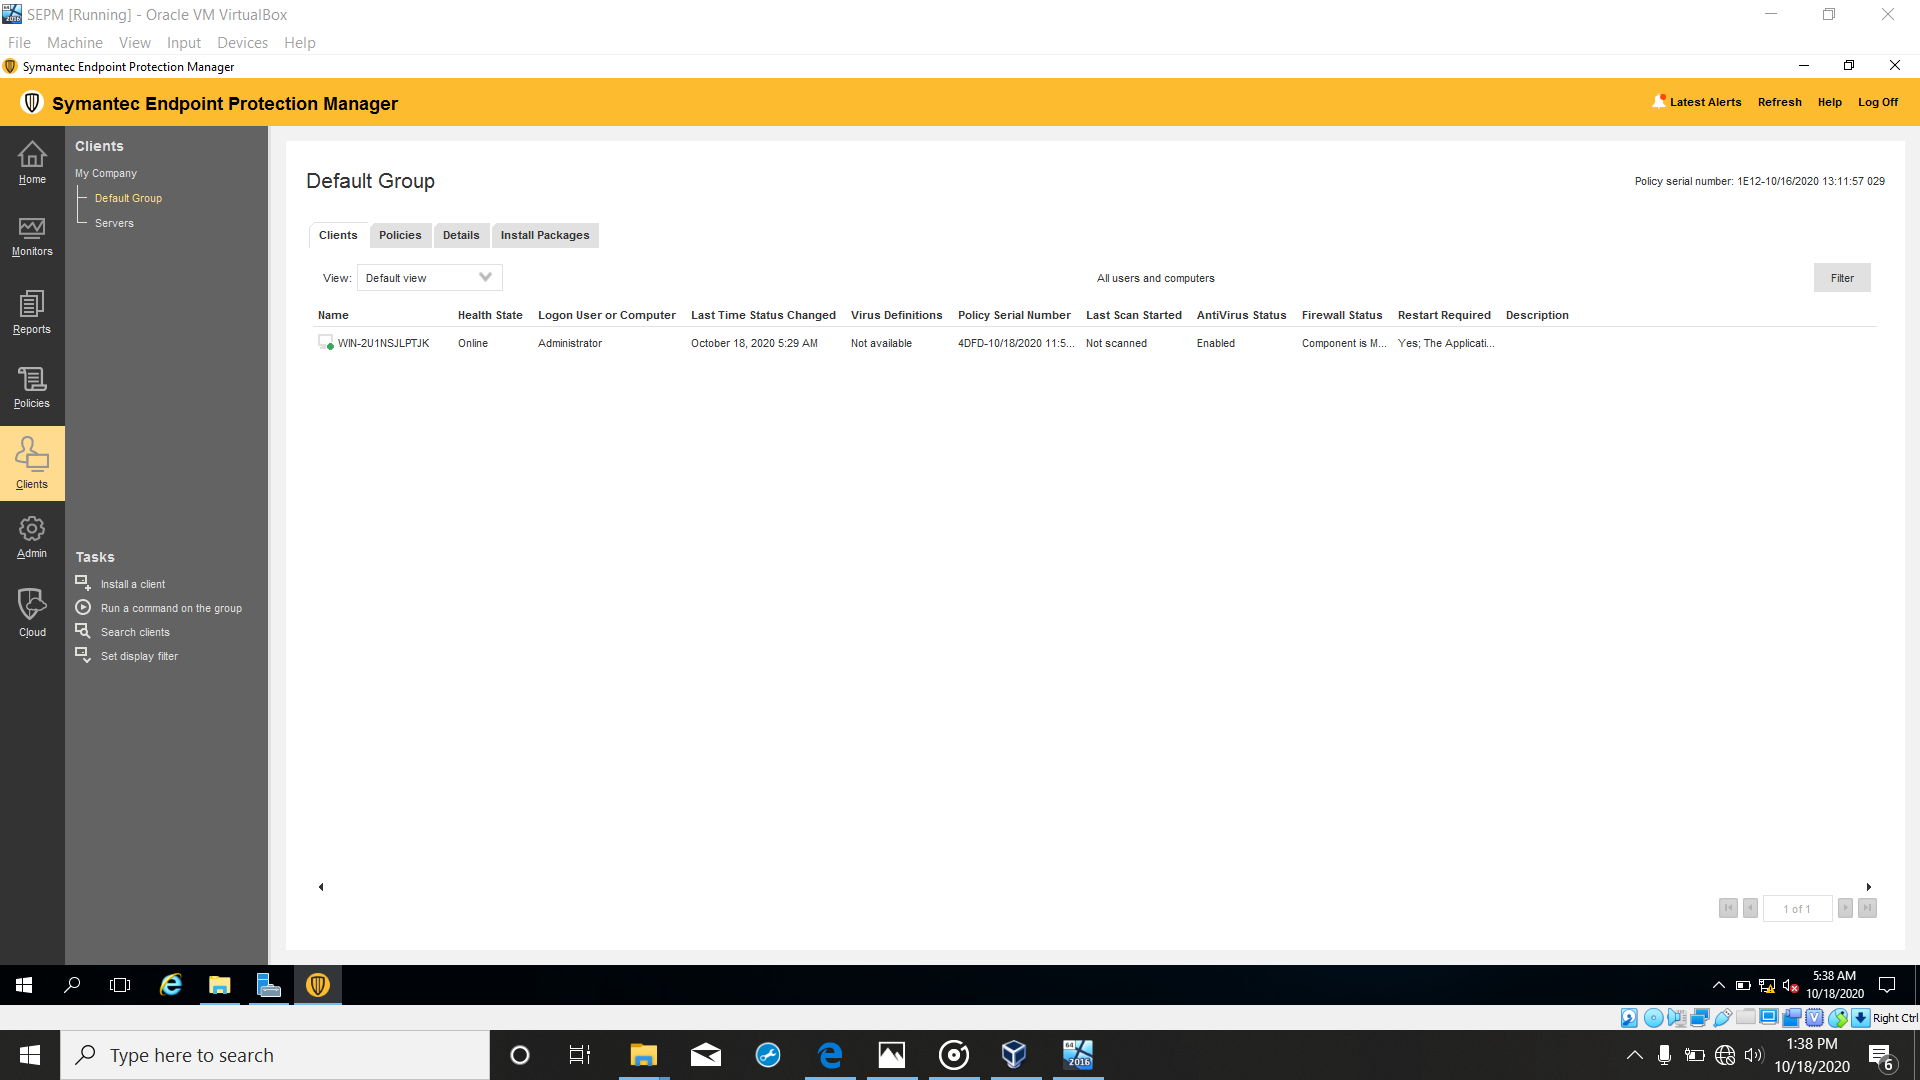 SEPM [Running] - Oracle VM VirtualBox
File Machine View Input Devices Help
Symantec Endpoint Protection Manager
Symantec Endpoint Protection Manager
Latest Alerts Refresh Help Log Off
Home
Monitors
Reports
Policies
Clients
Admin
Cloud
Clients
My Company
Default Group
Servers
Tasks
Install a client
Run a command on the group
Search clients
Set display filter
Default Group
Policy serial number: 1E12-10/16/2020 13:11:57 029
Clients Policies Details Install Packages
View: Default view
All users and computers
Filter
Name Health State Logon User or Computer Last Time Status Changed Virus Definitions Policy Serial Number Last Scan Started AntiVirus Status Firewall Status Restart Required Description
WIN-2U1NSJLPTJK Online Administrator October 18, 2020 5:29 AM Not available 4DFD-10/18/2020 11:5... Not scanned Enabled Component is M... Yes; The Applicati...
1 of 1
5:38 AM
10/18/2020
Right Ctrl
Type here to search
64
2016
1:38 PM
10/18/2020
6